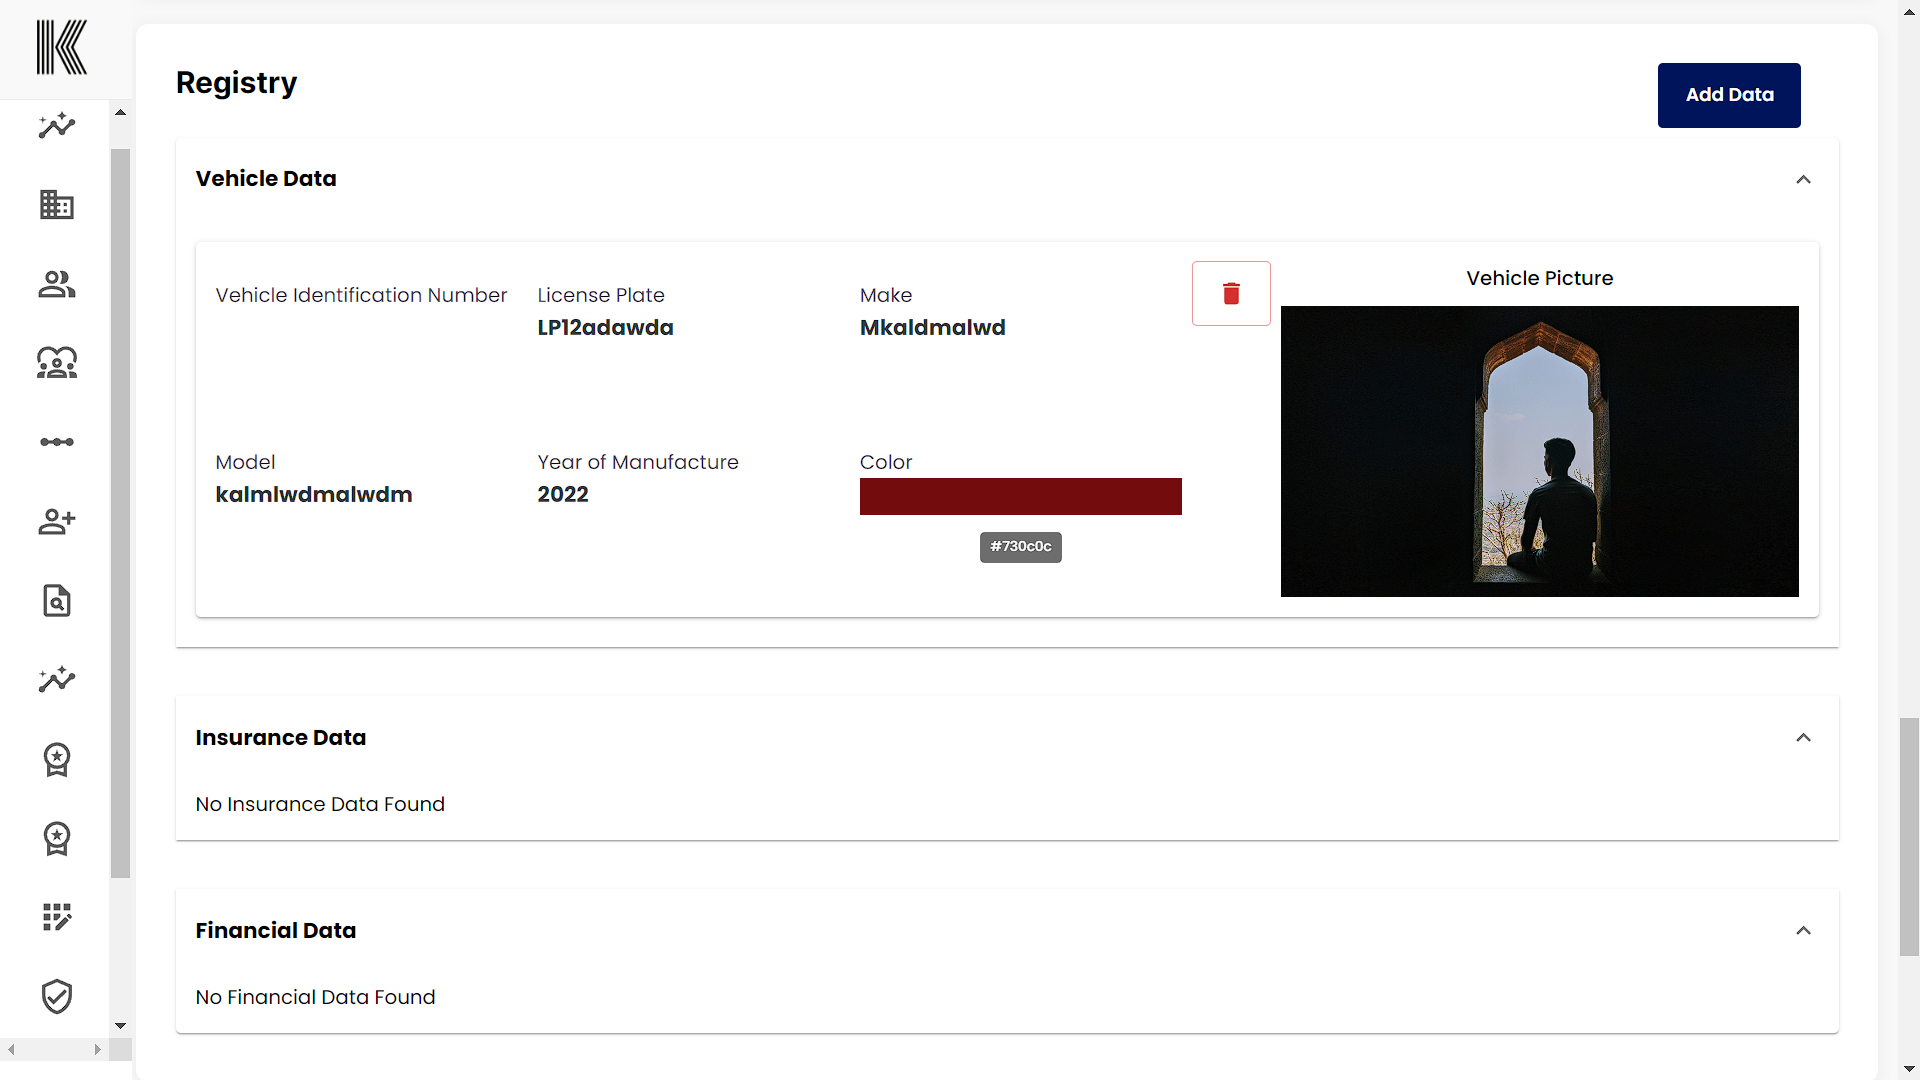 Registry
Add Data
Vehicle Data
Vehicle Identification Number
License Plate
LP12adawda
Make
Mkaldmalwd
Vehicle Picture
Model
kalmlwdmalwdm
Year of Manufacture
2022
Color
#730c0c
Insurance Data
No Insurance Data Found
Financial Data
No Financial Data Found